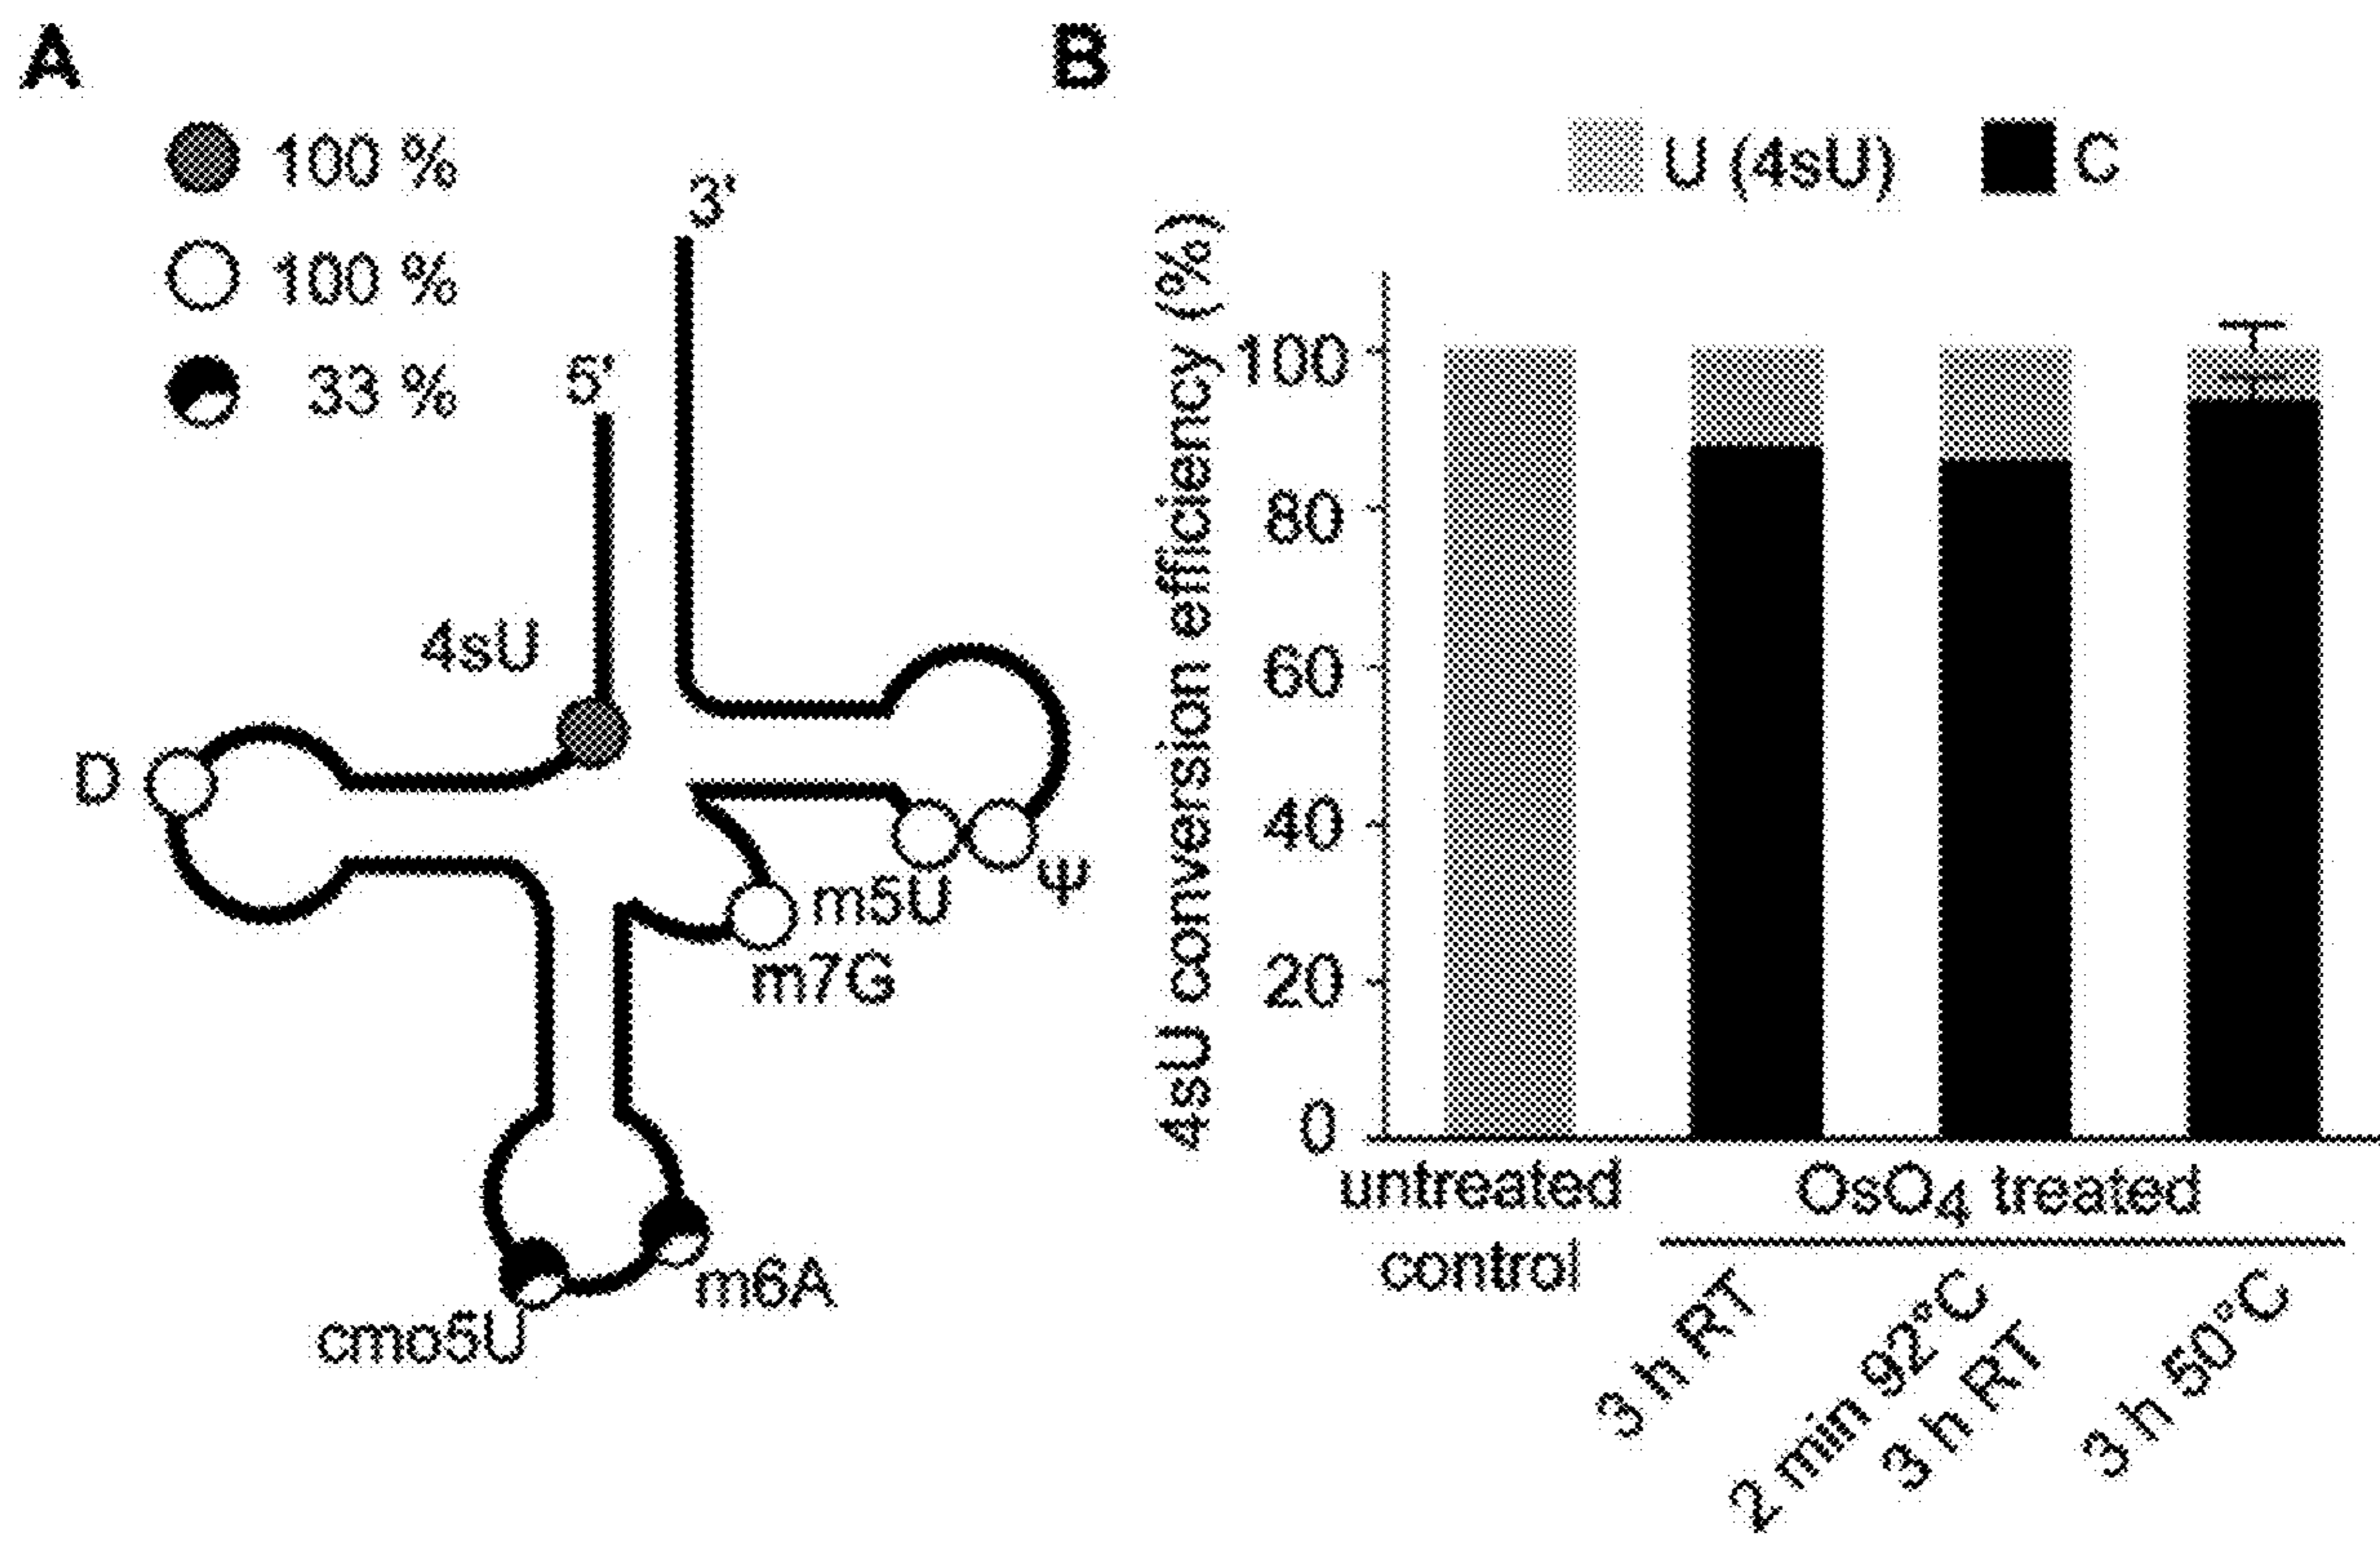 A
100 %
100 %
33 %
3'
5'
4sU
D
m5U
Ψ
m7G
m6A
cmo5U
B
U (4sU)
C
4sU conversion efficiency (%)
100
80
60
40
20
0
untreated
control
OsO₄ treated
3 h RT
2 min 92°C
3 h RT
3 h 50°C